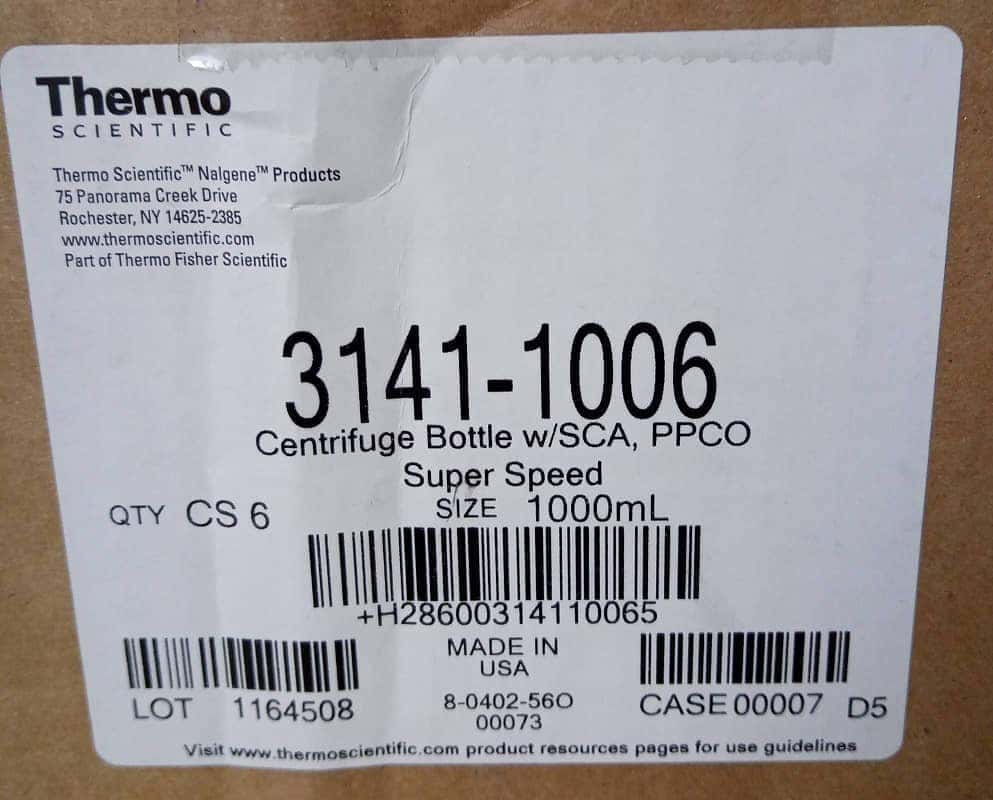 Thermo
SCIENTIFIC
Thermo Scientific™ Nalgene™ Products
75 Panorama Creek Drive
Rochester, NY 14625-2385
www.thermoscientific.com
Part of Thermo Fisher Scientific
3141-1006
Centrifuge Bottle w/SCA, PPCO
Super Speed
QTY CS 6 SIZE 1000mL
+H28600314110065
MADE IN
USA
LOT 1164508 8-0402-56O CASE 00007 D5
00073
Visit www.thermoscientific.com product resources pages for use guidelines